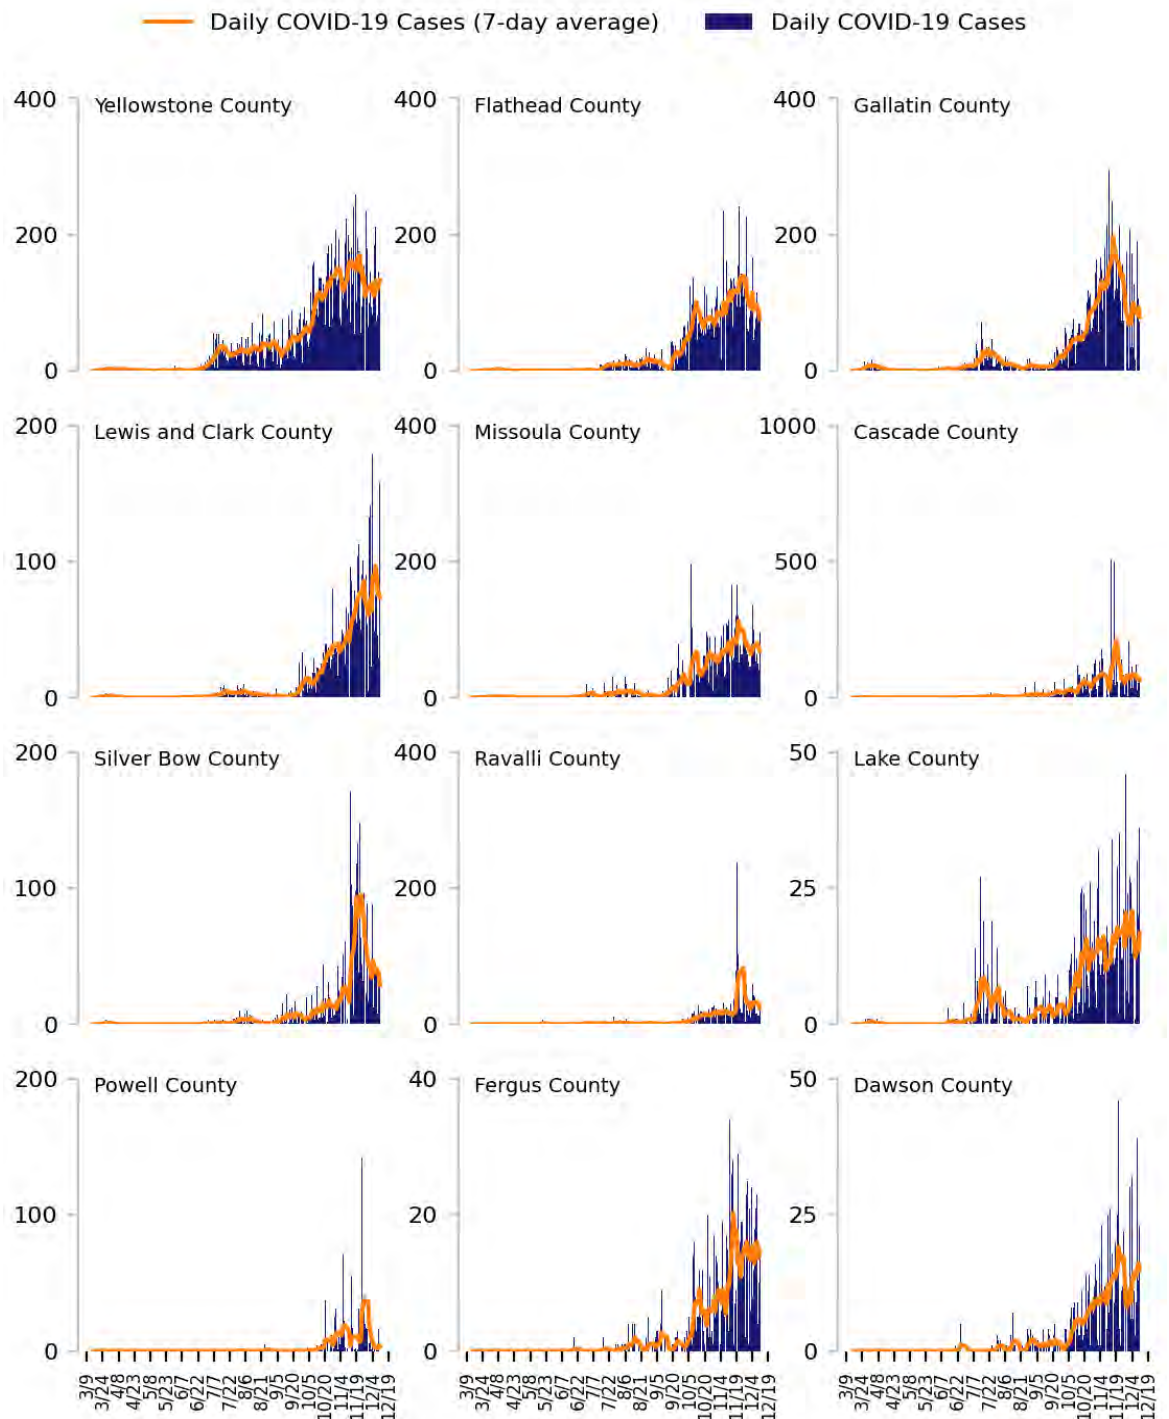 Daily COVID-19 Cases (7-day average) Daily COVID-19 Cases
400 Yellowstone County 400 Flathead County 400 Gallatin County
200 200 200
0 0 0
200 Lewis and Clark County 400 Missoula County 1000 Cascade County
100 200 500
0 0 0
200 Silver Bow County 400 Ravalli County 50 Lake County
100 200 25
0 0 0
200 Powell County 40 Fergus County 50 Dawson County
100 20 25
0 0 0
3/9 3/24 4/8 4/23 5/8 5/23 6/7 6/22 7/7 7/22 8/6 8/21 9/5 9/20 10/5 10/20 11/4 11/19 12/4 12/19 3/9 3/24 4/8 4/23 5/8 5/23 6/7 6/22 7/7 7/22 8/6 8/21 9/5 9/20 10/5 10/20 11/4 11/19 12/4 12/19 3/9 3/24 4/8 4/23 5/8 5/23 6/7 6/22 7/7 7/22 8/6 8/21 9/5 9/20 10/5 10/20 11/4 11/19 12/4 12/19